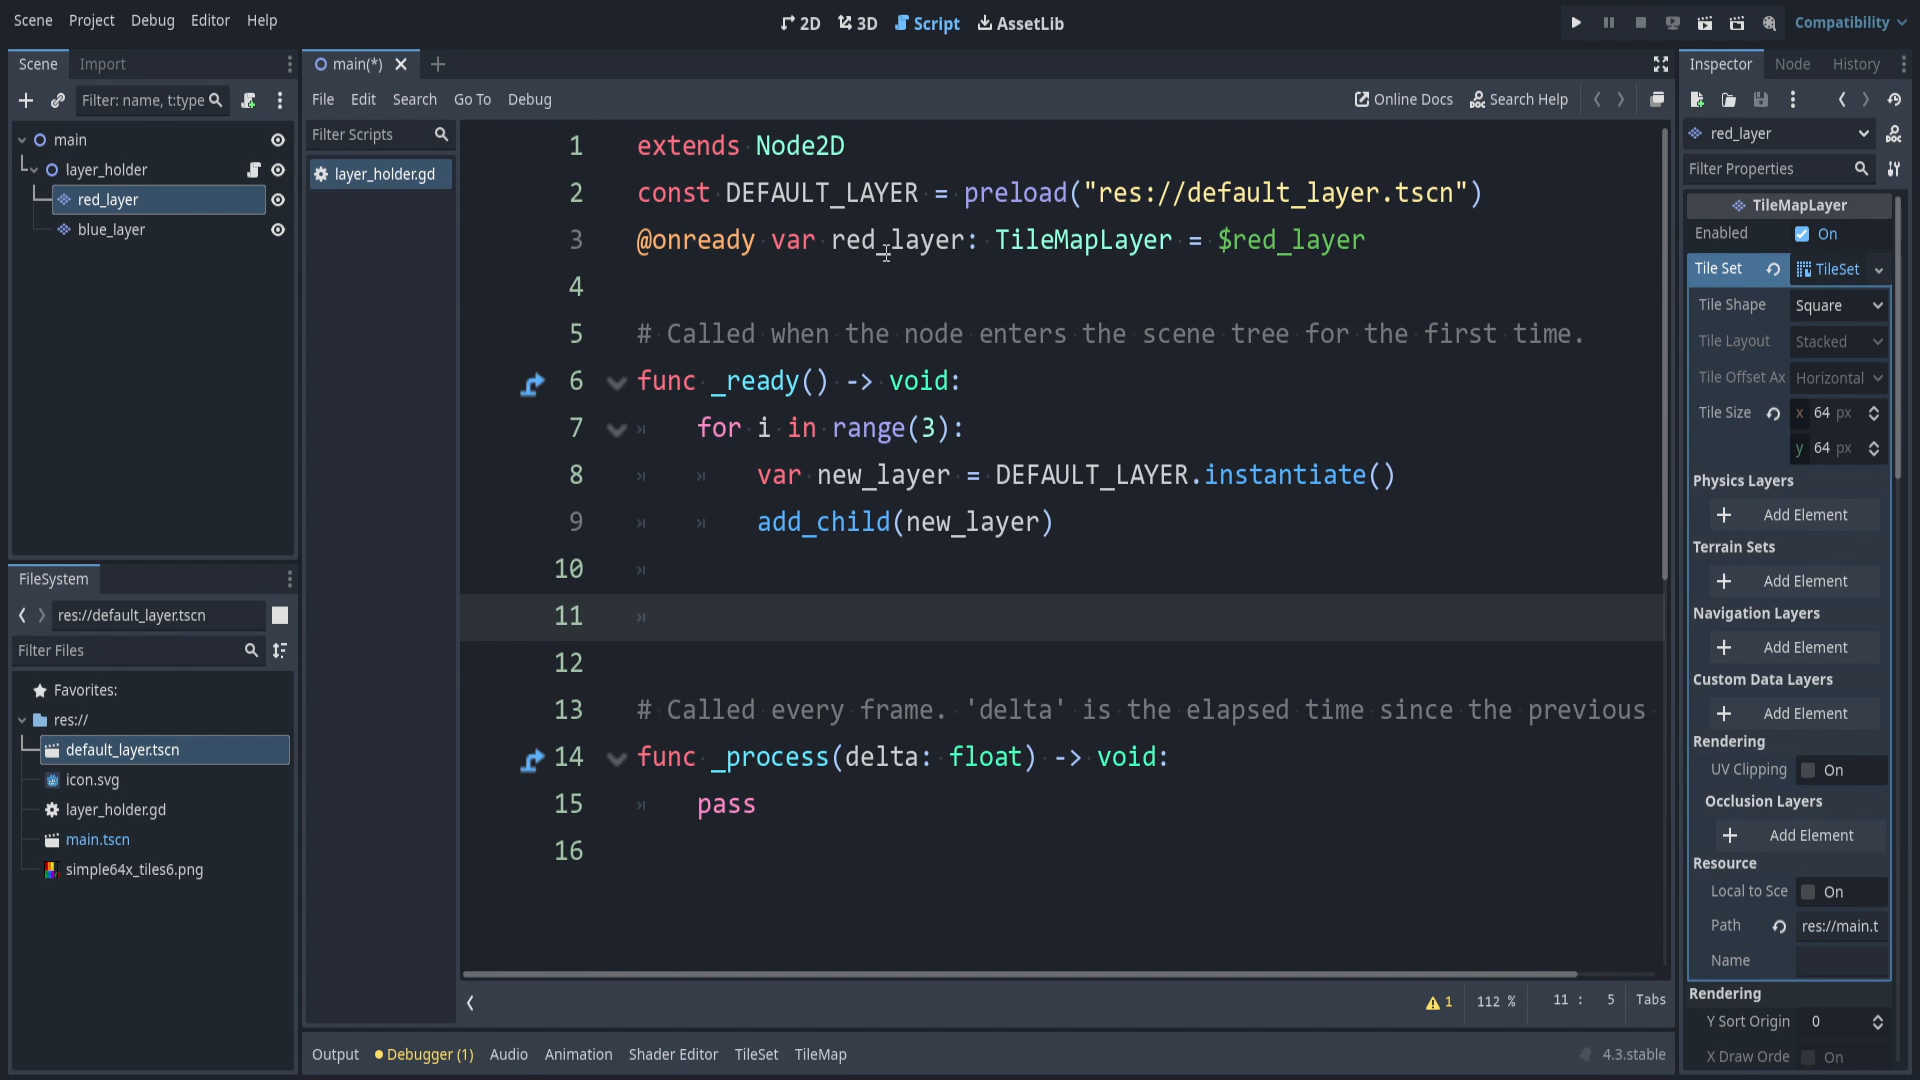 Scene Project Debug Editor Help
2D 3D Script AssetLib
Compatibility
Scene Import
Filter: name, t:type
main
layer_holder
red_layer
blue_layer
FileSystem
res://default_layer.tscn
Filter Files
Favorites:
res://
default_layer.tscn
icon.svg
layer_holder.gd
main.tscn
simple64x_tiles6.png
main(*)
File Edit Search Go To Debug
Online Docs Search Help
Filter Scripts
layer_holder.gd
1 extends Node2D
2 const DEFAULT_LAYER = preload("res://default_layer.tscn")
3 @onready var red_layer: TileMapLayer = $red_layer
4
5 # Called when the node enters the scene tree for the first time.
6 func _ready() -> void:
7 for i in range(3):
8 var new_layer = DEFAULT_LAYER.instantiate()
9 add_child(new_layer)
10
11
12
13 # Called every frame. 'delta' is the elapsed time since the previous
14 func _process(delta: float) -> void:
15 pass
16
1 112 % 11 : 5 Tabs
Output Debugger (1) Audio Animation Shader Editor TileSet TileMap
4.3.stable
Inspector Node History
red_layer
Filter Properties
TileMapLayer
Enabled On
Tile Set TileSet
Tile Shape Square
Tile Layout Stacked
Tile Offset Ax Horizontal
Tile Size x 64 px
y 64 px
Physics Layers
Add Element
Terrain Sets
Add Element
Navigation Layers
Add Element
Custom Data Layers
Add Element
Rendering
UV Clipping On
Occlusion Layers
Add Element
Resource
Local to Sce On
Path res://main.t
Name
Rendering
Y Sort Origin 0
X Draw Orde On